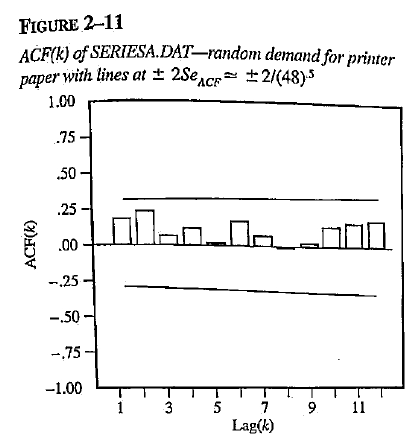 FIGURE 2–11
ACF(k) of SERIESA.DAT—random demand for printer
paper with lines at ± 2Se_ACF ≃ ±2/(48)^.5
1.00
.75
.50
.25
.00
-.25
-.50
-.75
-1.00
ACF(k)
1 3 5 7 9 11
Lag(k)